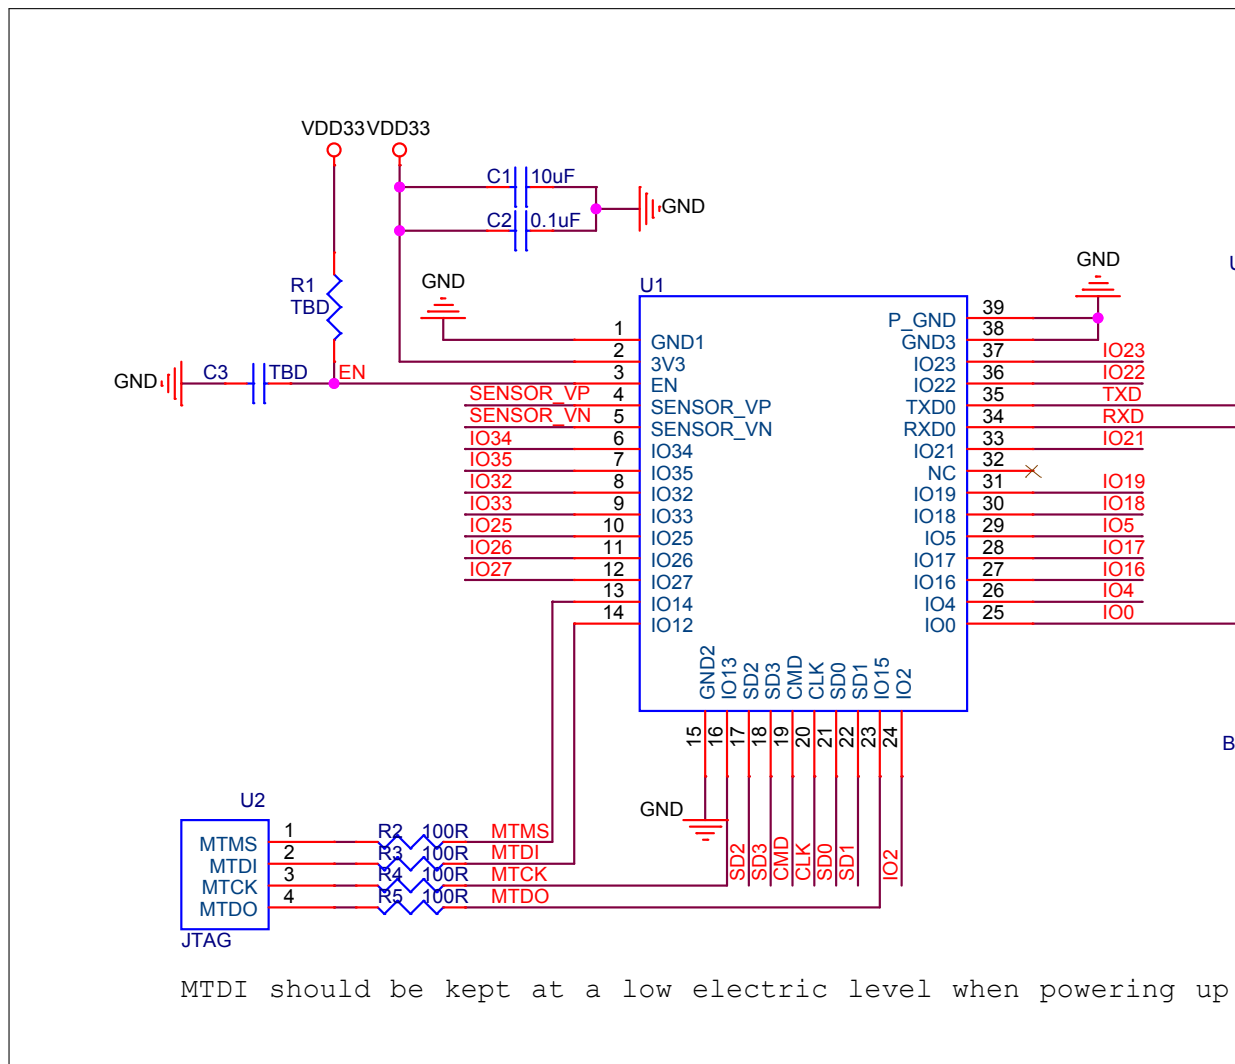 VDD33 VDD33
C1 10uF
GND
C2 0.1uF
R1
TBD
GND
GND
U
U1
C3 TBD EN
GND
1 GND1
2 3V3
3 EN
SENSOR_VP 4 SENSOR_VP
SENSOR_VN 5 SENSOR_VN
IO34 6 IO34
IO35 7 IO35
IO32 8 IO32
IO33 9 IO33
IO25 10 IO25
IO26 11 IO26
IO27 12 IO27
13 IO14
14 IO12
P_GND 39
GND3 38
IO23 37 IO23
IO22 36 IO22
TXD0 35 TXD
RXD0 34 RXD
IO21 33 IO21
NC 32
IO19 31 IO19
IO18 30 IO18
IO5 29 IO5
IO17 28 IO17
IO16 27 IO16
IO4 26 IO4
IO0 25 IO0
GND2 IO13 SD2 SD3 CMD CLK SD0 SD1 IO15 IO2
15 16 17 18 19 20 21 22 23 24
B
GND
SD2 SD3 CMD CLK SD0 SD1 IO2
U2
MTMS 1 R2 100R MTMS
MTDI 2 R3 100R MTDI
MTCK 3 R4 100R MTCK
MTDO 4 R5 100R MTDO
JTAG
MTDI should be kept at a low electric level when powering up